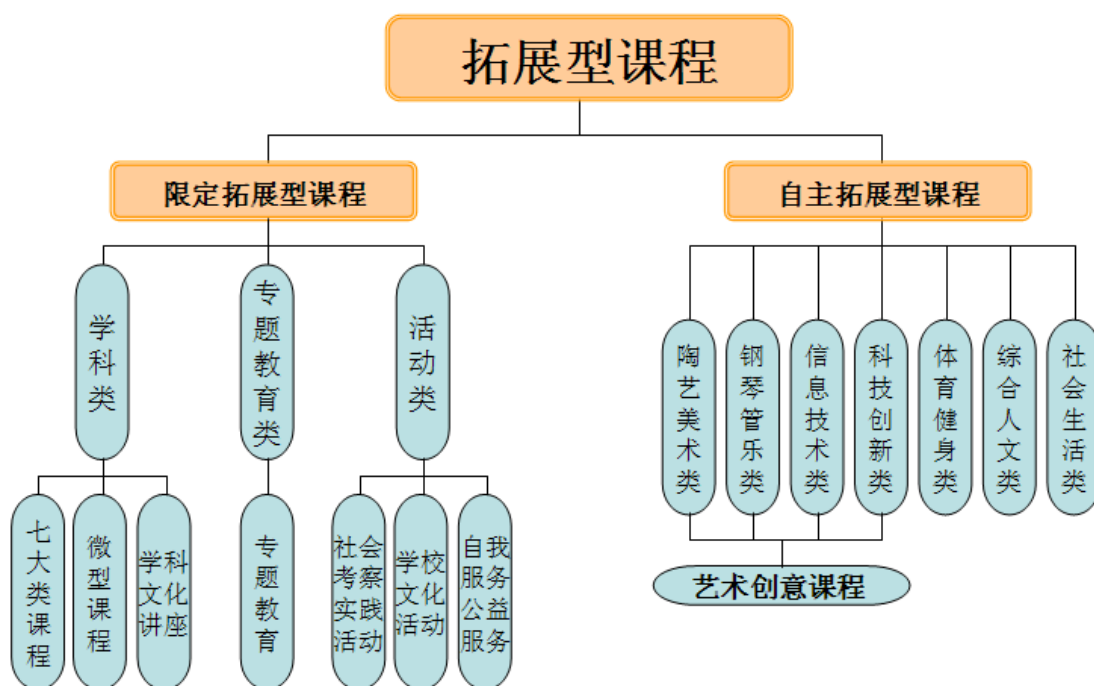 拓展型课程
限定拓展型课程
自主拓展型课程
学科类
专题教育类
活动类
陶艺美术类
钢琴管乐类
信息技术类
科技创新类
体育健身类
综合人文类
社会生活类
七大类课程
微型课程
学科
文化
讲座
专题教育
社会
考察
实践
活动
学校
文化
活动
自我
服务
公益
服务
艺术创意课程